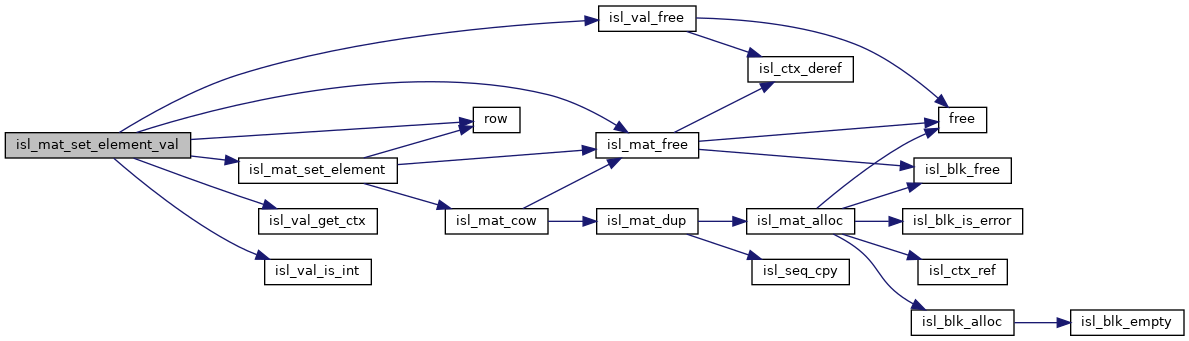 isl_val_free
isl_ctx_deref
row
free
isl_mat_set_element_val
isl_mat_free
isl_mat_set_element
isl_blk_free
isl_val_get_ctx
isl_mat_cow
isl_mat_dup
isl_mat_alloc
isl_blk_is_error
isl_val_is_int
isl_seq_cpy
isl_ctx_ref
isl_blk_alloc
isl_blk_empty